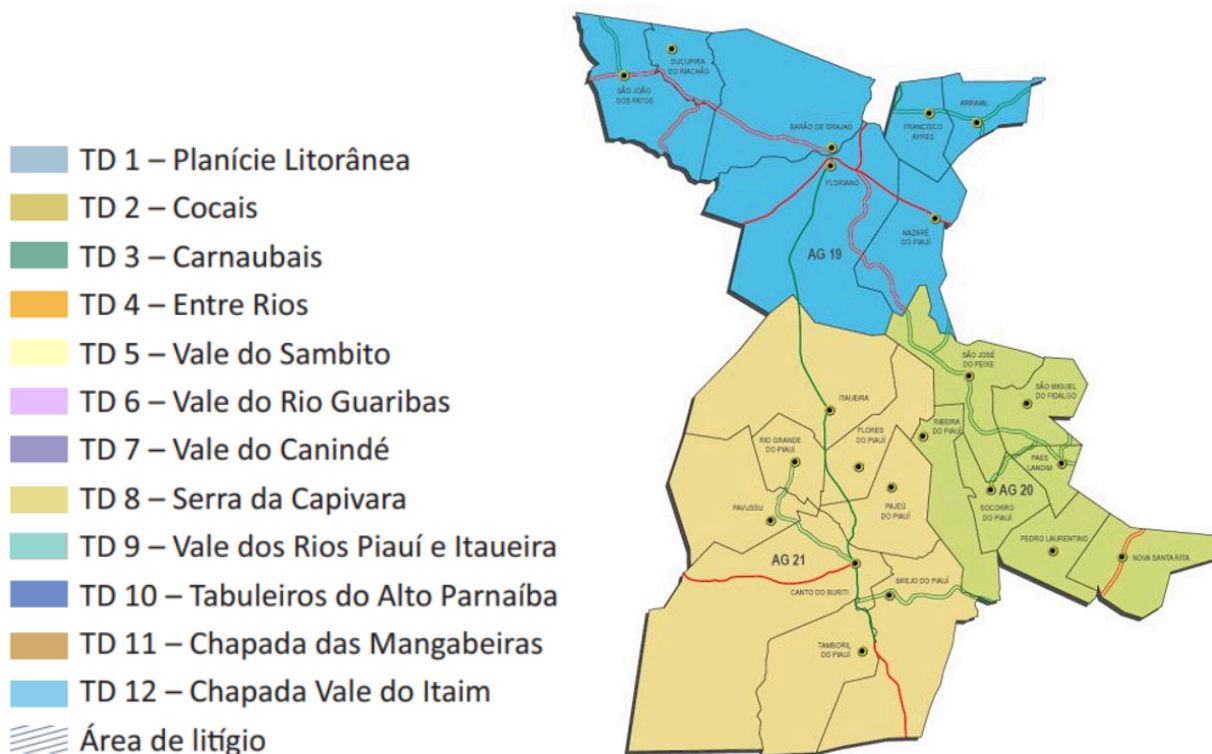 TD 1 – Planície Litorânea
TD 2 – Cocais
TD 3 – Carnaubais
TD 4 – Entre Rios
TD 5 – Vale do Sambito
TD 6 – Vale do Rio Guaribas
TD 7 – Vale do Canindé
TD 8 – Serra da Capivara
TD 9 – Vale dos Rios Piauí e Itaueira
TD 10 – Tabuleiros do Alto Parnaíba
TD 11 – Chapada das Mangabeiras
TD 12 – Chapada Vale do Itaim
Área de litígio
SUCUPIRA
DO RIACHÃO
SÃO JOÃO
DOS PATOS
BARÃO DE GRAJAÚ
FRANCISCO
AYRES
ARRAIAL
FLORIANO
NAZARÉ
DO PIAUÍ
AG 19
SÃO JOSÉ
DO PEIXE
SÃO MIGUEL
DO FIDALGO
ITAUEIRA
RIBEIRA
DO PIAUÍ
RIO GRANDE
DO PIAUÍ
FLORES
DO PIAUÍ
PAES
LANDIM
AG 20
PAVUSSU
PAJEÚ
DO PIAUÍ
SOCORRO
DO PIAUÍ
PEDRO LAURENTINO
NOVA SANTA RITA
AG 21
CANTO DO BURITI
BREJO DO PIAUÍ
TAMBORIL
DO PIAUÍ